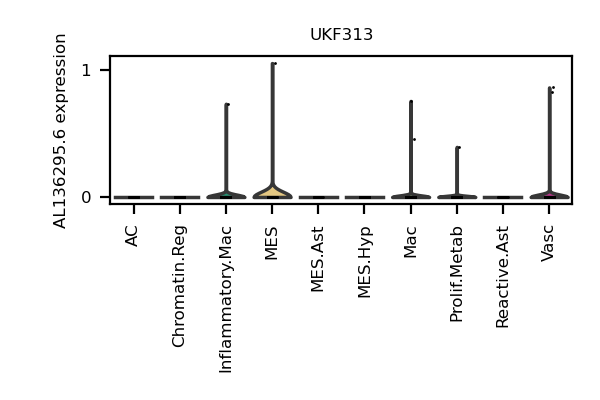 UKF313
AL136295.6 expression
1
0
AC
Chromatin.Reg
Inflammatory.Mac
MES
MES.Ast
MES.Hyp
Mac
Prolif.Metab
Reactive.Ast
Vasc